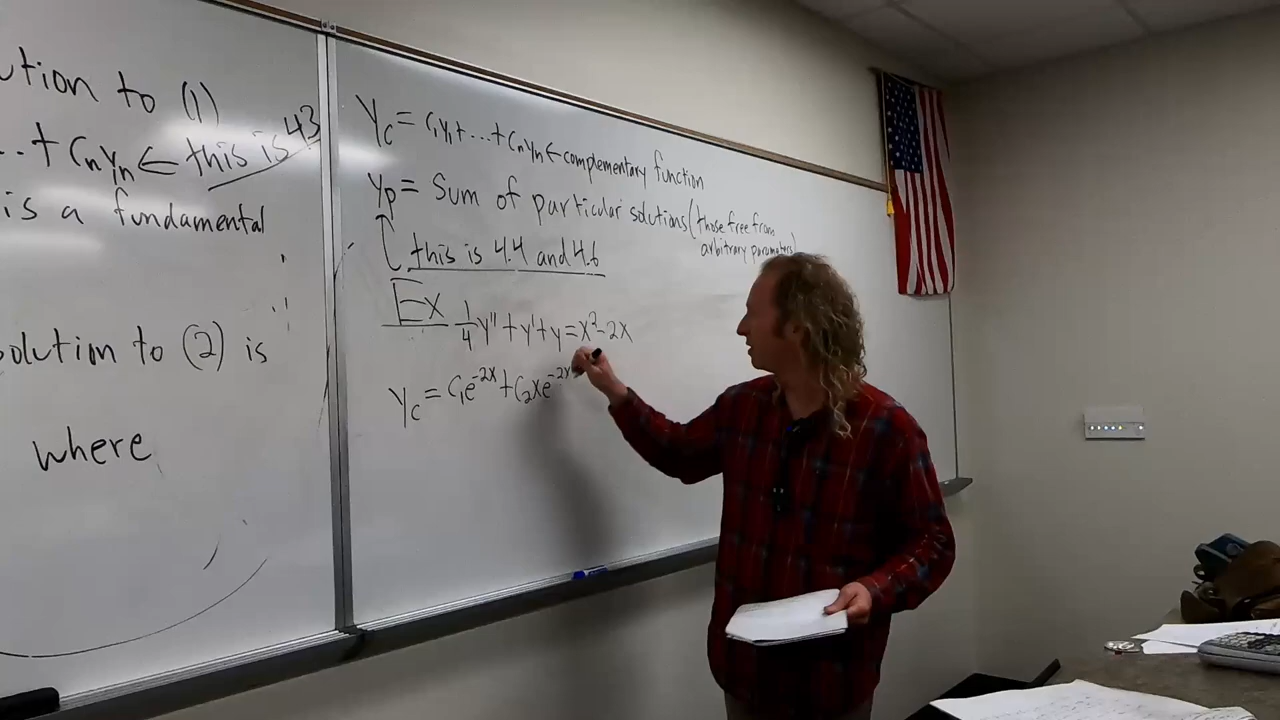 ution to (1)
..+ CnYn ← this is 4.3
is a fundamental
solution to (2) is
where
Yc = C1Y1 + ... + CnYn ← complementary function
Yp = Sum of particular solutions (those free from
arbitrary parameters)
this is 4.4 and 4.6
Ex 1/4 y'' + y' + y = x² - 2x
Yc = C1e^-2x + C2xe^-2x